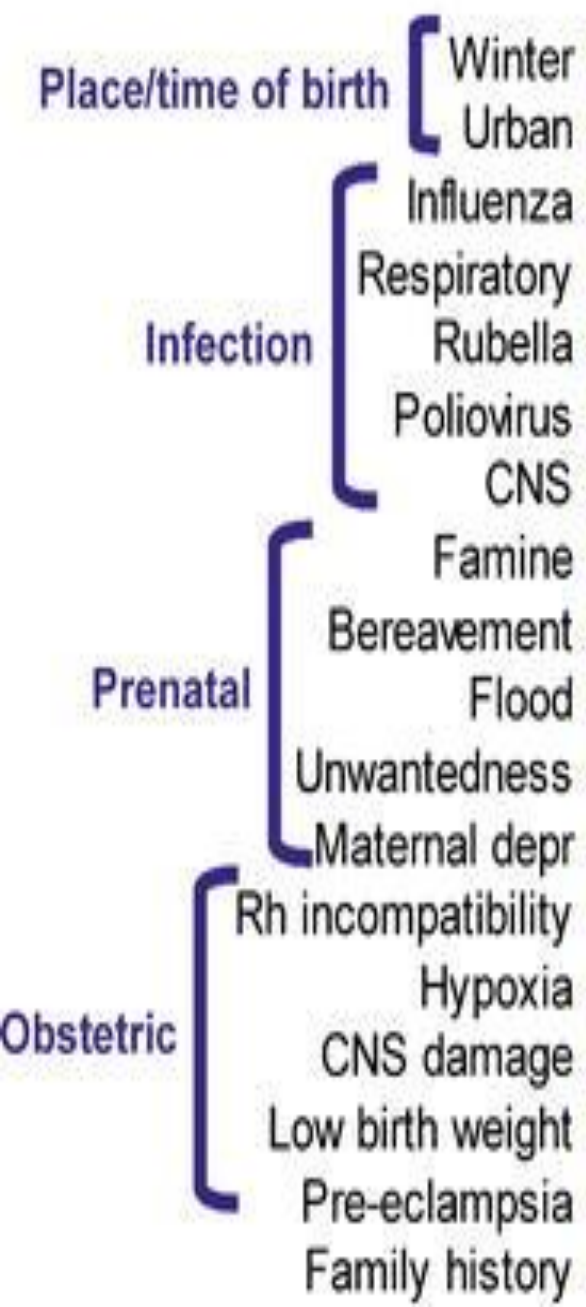 Place/time of birth
Winter
Urban
Infection
Influenza
Respiratory
Rubella
Poliovirus
CNS
Prenatal
Famine
Bereavement
Flood
Unwantedness
Maternal depr
Obstetric
Rh incompatibility
Hypoxia
CNS damage
Low birth weight
Pre-eclampsia
Family history